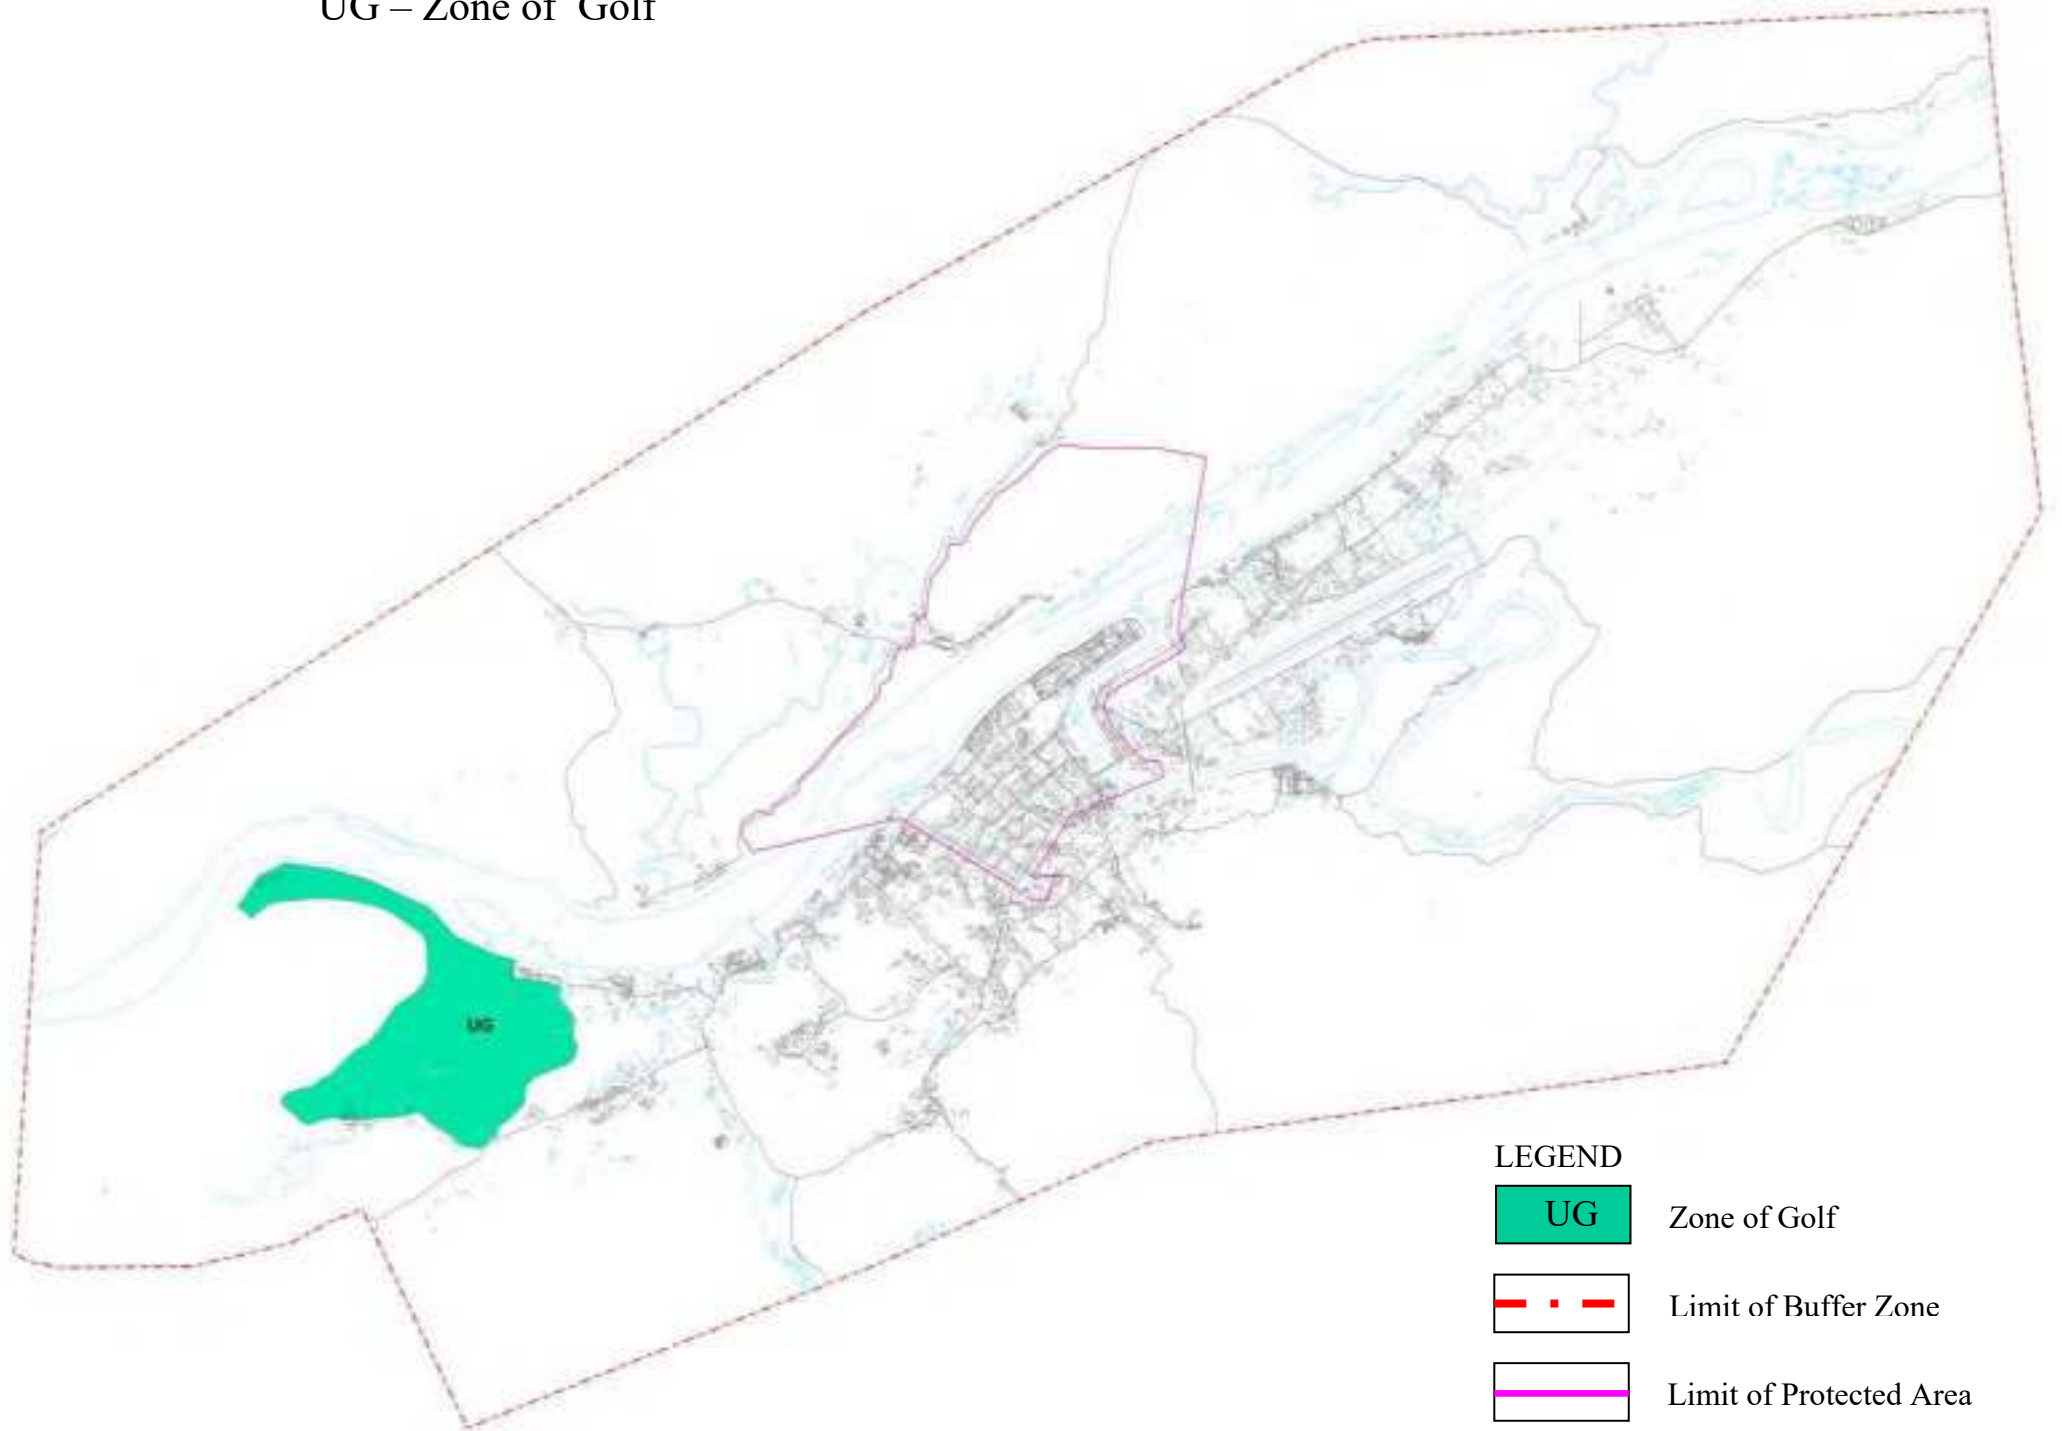 UG – Zone of Golf
UG
LEGEND
UG Zone of Golf
Limit of Buffer Zone
Limit of Protected Area